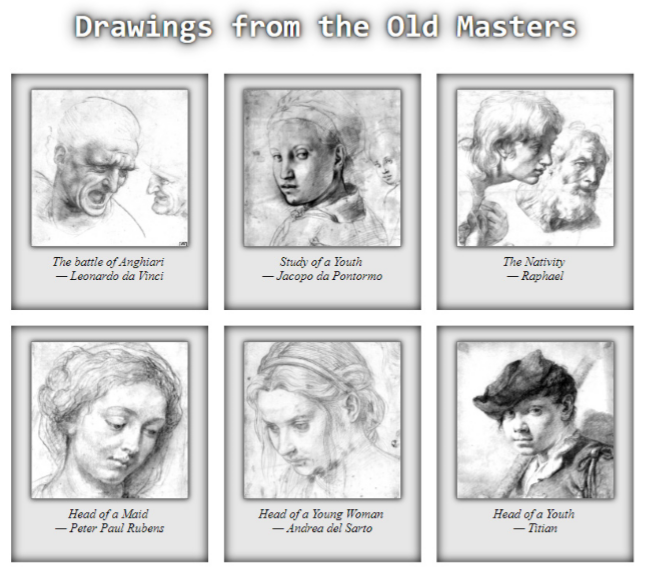 Drawings from the Old Masters
The battle of Anghiari
— Leonardo da Vinci
Study of a Youth
— Jacopo da Pontormo
The Nativity
— Raphael
Head of a Maid
— Peter Paul Rubens
Head of a Young Woman
— Andrea del Sarto
Head of a Youth
— Titian